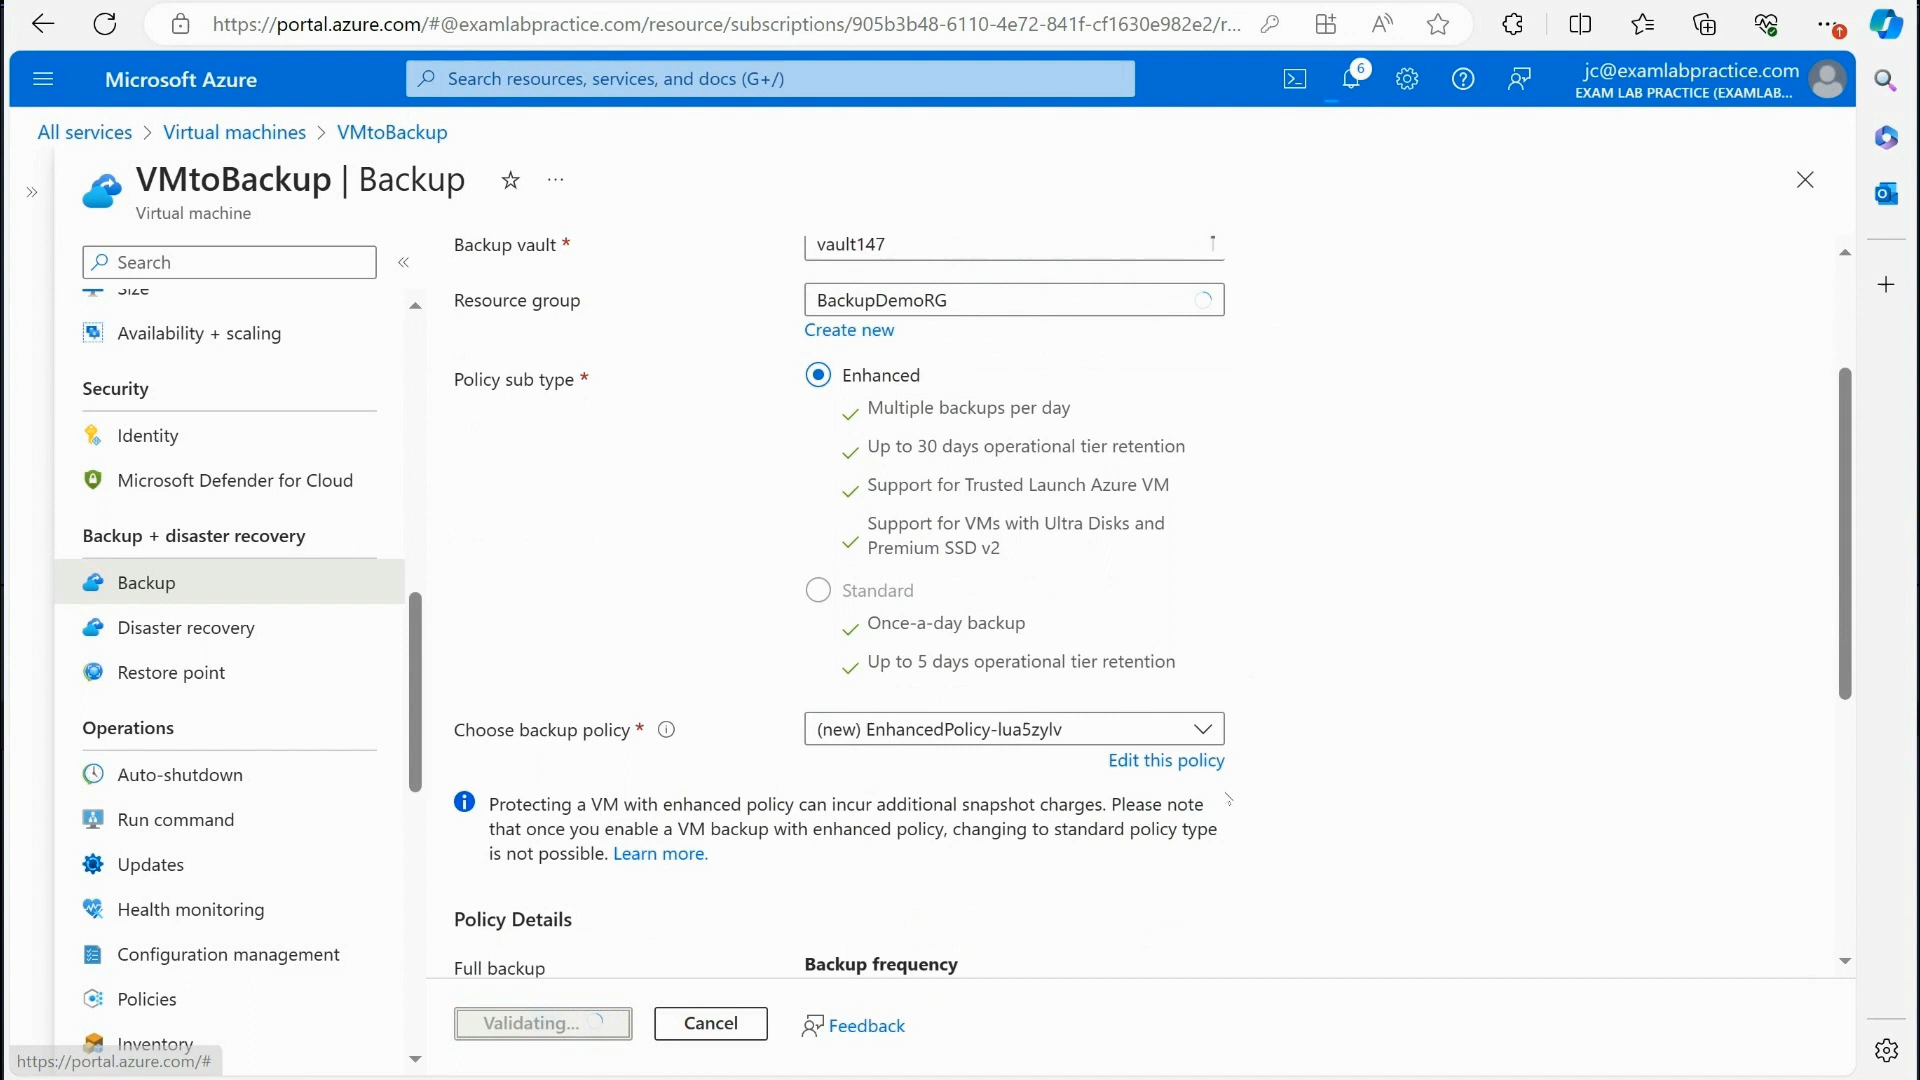 https://portal.azure.com/#@examlabpractice.com/resource/subscriptions/905b3b48-6110-4e72-841f-cf1630e982e2/r...
Microsoft Azure
Search resources, services, and docs (G+/)
6
jc@examlabpractice.com
EXAM LAB PRACTICE (EXAMLAB...
All services > Virtual machines > VMtoBackup
VMtoBackup | Backup
Virtual machine
Search
Size
Availability + scaling
Security
Identity
Microsoft Defender for Cloud
Backup + disaster recovery
Backup
Disaster recovery
Restore point
Operations
Auto-shutdown
Run command
Updates
Health monitoring
Configuration management
Policies
Inventory
https://portal.azure.com/#
Backup vault *
vault147
Resource group
BackupDemoRG
Create new
Policy sub type *
Enhanced
Multiple backups per day
Up to 30 days operational tier retention
Support for Trusted Launch Azure VM
Support for VMs with Ultra Disks and
Premium SSD v2
Standard
Once-a-day backup
Up to 5 days operational tier retention
Choose backup policy *
(new) EnhancedPolicy-lua5zylv
Edit this policy
Protecting a VM with enhanced policy can incur additional snapshot charges. Please note
that once you enable a VM backup with enhanced policy, changing to standard policy type
is not possible. Learn more.
Policy Details
Full backup
Backup frequency
Validating...
Cancel
Feedback